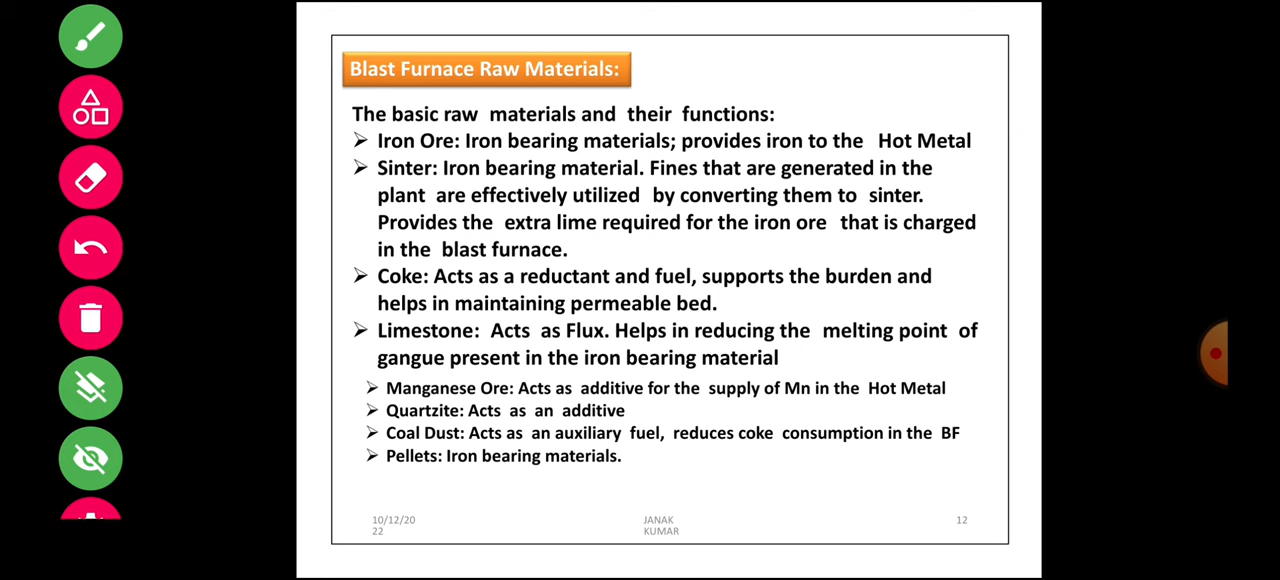 Blast Furnace Raw Materials:
The basic raw materials and their functions:
➢ Iron Ore: Iron bearing materials; provides iron to the Hot Metal
➢ Sinter: Iron bearing material. Fines that are generated in the
plant are effectively utilized by converting them to sinter.
Provides the extra lime required for the iron ore that is charged
in the blast furnace.
➢ Coke: Acts as a reductant and fuel, supports the burden and
helps in maintaining permeable bed.
➢ Limestone: Acts as Flux. Helps in reducing the melting point of
gangue present in the iron bearing material
➢ Manganese Ore: Acts as additive for the supply of Mn in the Hot Metal
➢ Quartzite: Acts as an additive
➢ Coal Dust: Acts as an auxiliary fuel, reduces coke consumption in the BF
➢ Pellets: Iron bearing materials.
10/12/20
22
JANAK
KUMAR
12